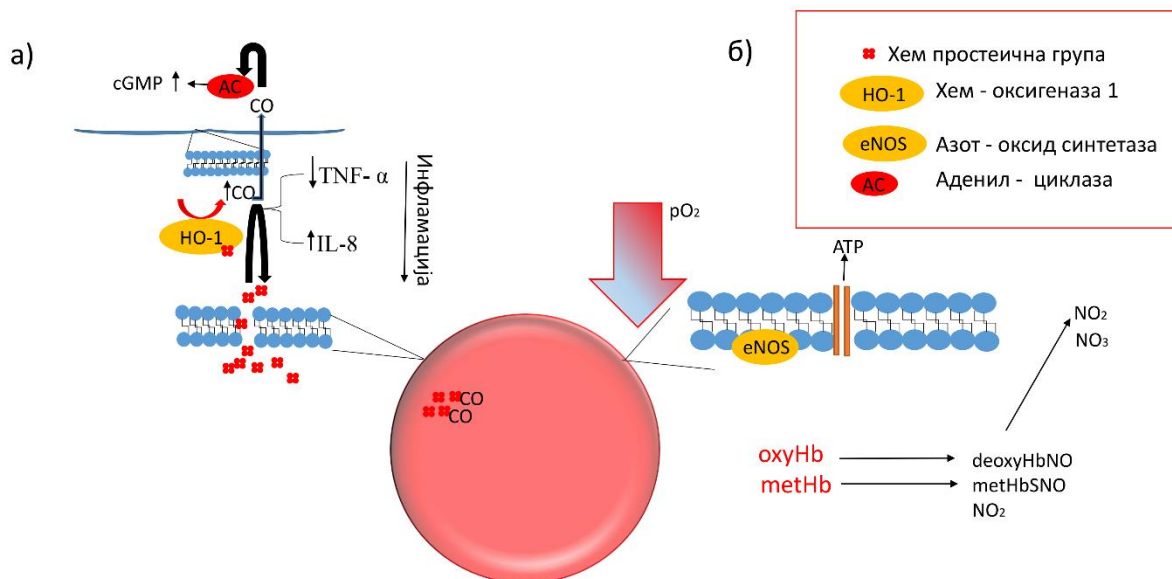 а)
cGMP ↑
AC
CO
↑CO
HO-1
↓TNF- α
↑IL-8
Инфламација
CO
CO
б)
Хем простеична група
HO-1 Хем - оксигеназа 1
eNOS Азот - оксид синтетаза
AC Аденил - циклаза
pO₂
ATP
eNOS
NO₂
NO₃
oxyHb
metHb
deoxyHbNO
metHbSNO
NO₂